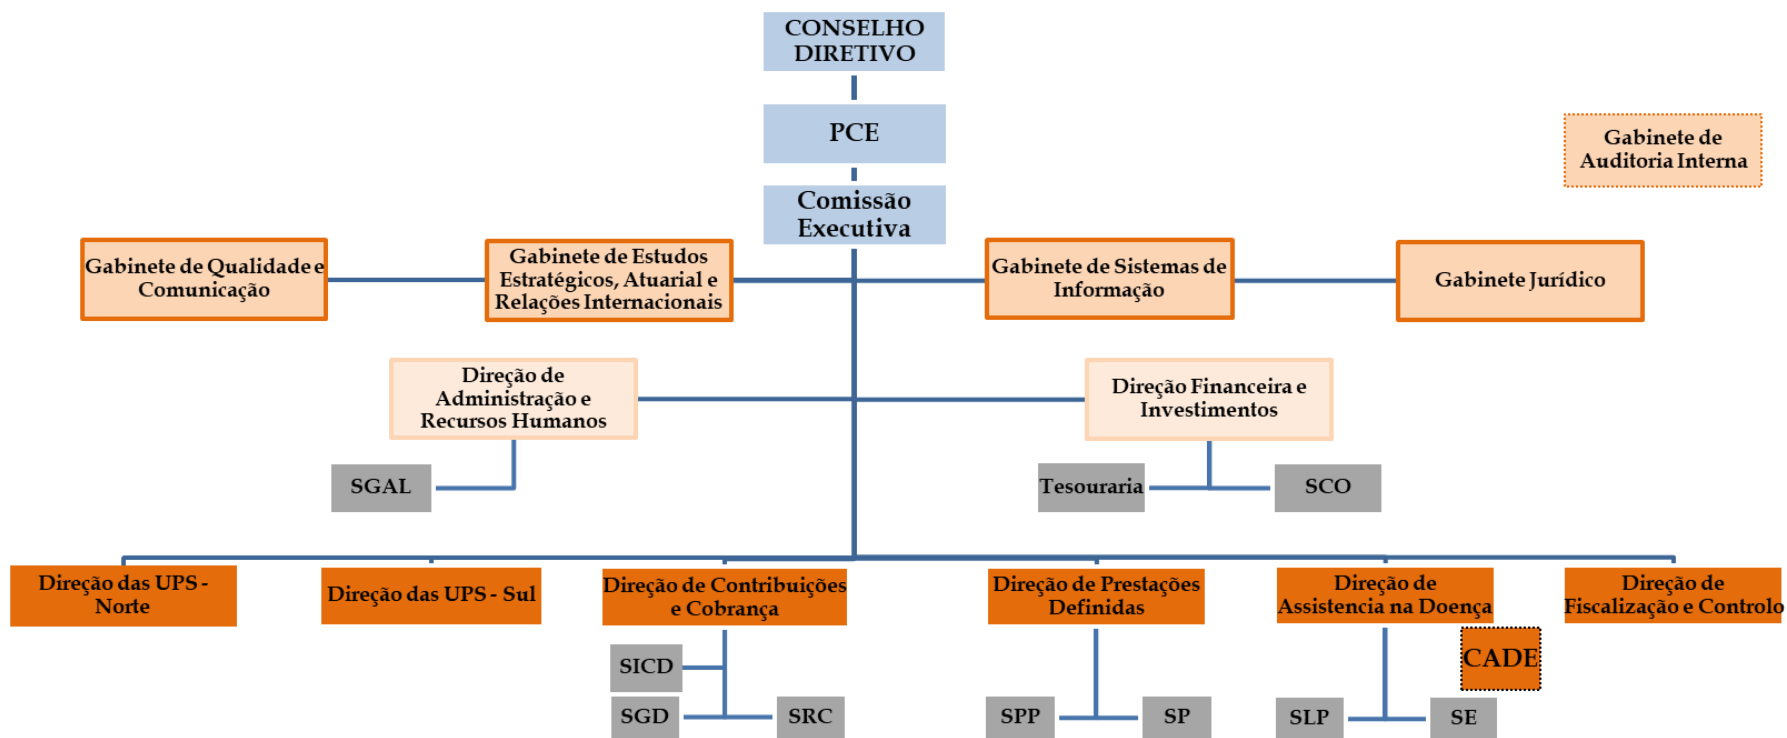 CONSELHO
DIRETIVO
PCE
Gabinete de
Auditoria Interna
Comissão
Executiva
Gabinete de Qualidade e
Comunicação
Gabinete de Estudos
Estratégicos, Atuarial e
Relações Internacionais
Gabinete de Sistemas de
Informação
Gabinete Jurídico
Direção de
Administração e
Recursos Humanos
Direção Financeira e
Investimentos
SGAL
Tesouraria
SCO
Direção das UPS -
Norte
Direção das UPS - Sul
Direção de Contribuições
e Cobrança
Direção de Prestações
Definidas
Direção de
Assistencia na Doença
Direção de
Fiscalização e Controlo
CADE
SICD
SGD
SRC
SPP
SP
SLP
SE